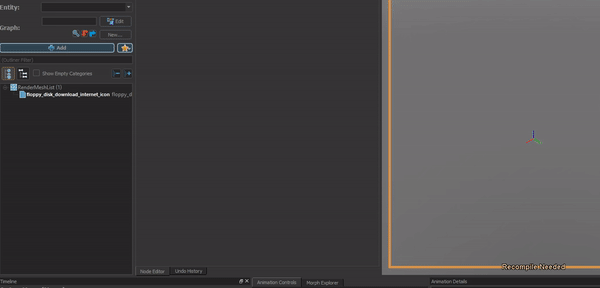 Entity:
Edit
Graph:
New...
Add
(Outliner Filter)
Show Empty Categories
RenderMeshList (1)
floppy_disk_download_internet_icon floppy_d
Recompile Needed
Node Editor Undo History
Timeline
Animation Controls Morph Explorer
Animation Details